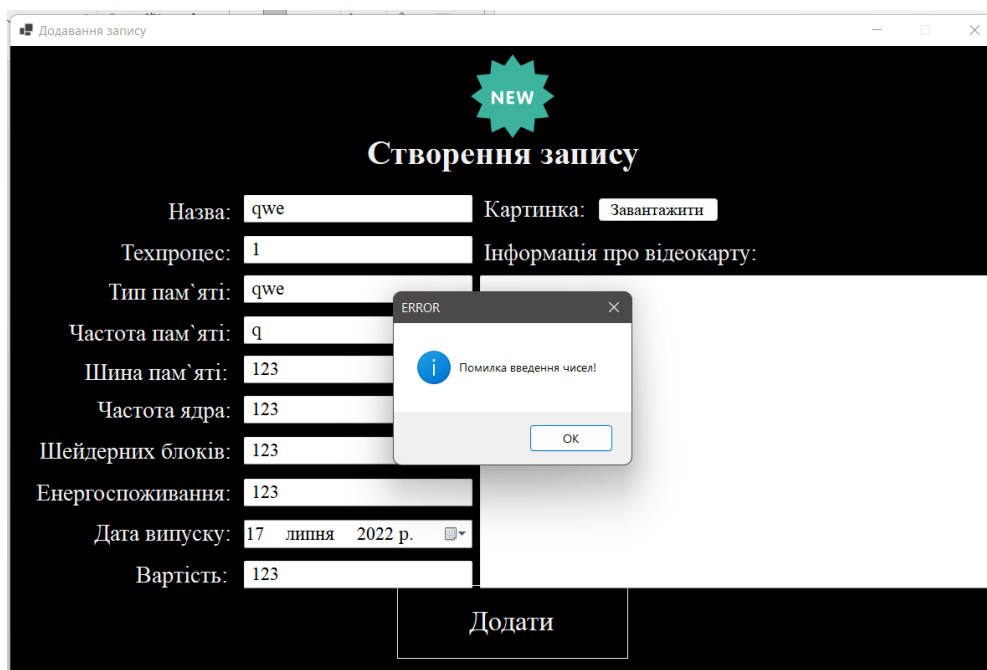 Додавання запису
NEW
Створення запису
Назва: qwe
Картинка: Завантажити
Техпроцес: 1
Інформація про відеокарту:
Тип пам`яті: qwe
Частота пам`яті: q
Шина пам`яті: 123
Частота ядра: 123
Шейдерних блоків: 123
Енергоспоживання: 123
Дата випуску: 17 липня 2022 р.
Вартість: 123
ERROR
Помилка введення чисел!
OK
Додати